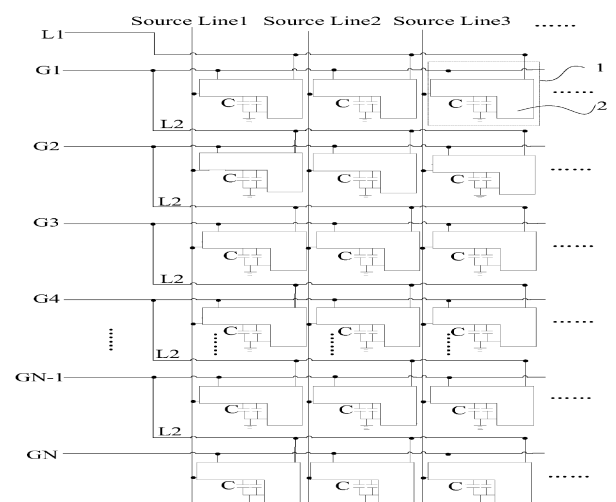 Source Line1 Source Line2 Source Line3 ......
L1
G1
1
C C C ......
2
L2
G2
C C C ......
L2
G3
C C C ......
L2
G4
C C C ......
L2
GN-1
C C C ......
L2
GN
C C C ......